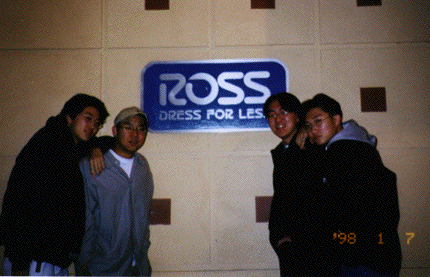 ROSS
DRESS FOR LES.
'98 1 7